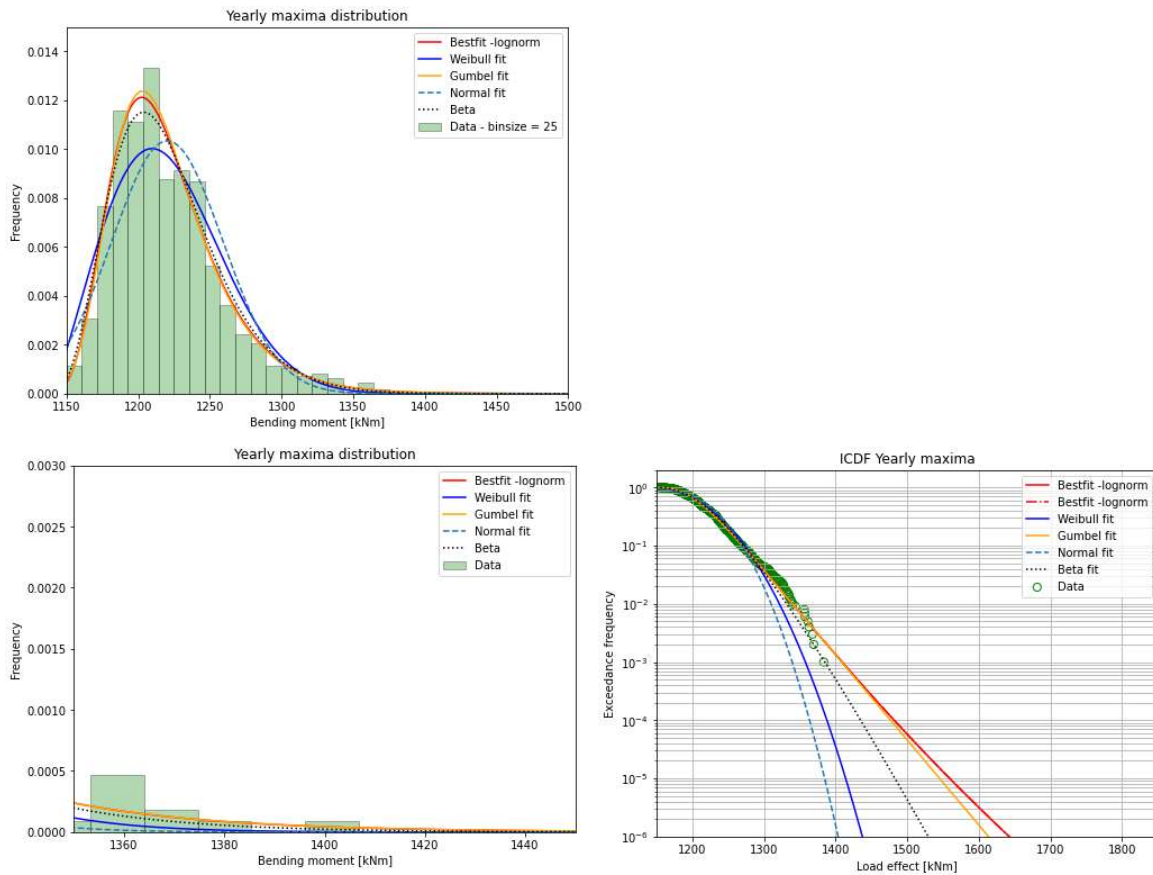 Yearly maxima distribution
Frequency
0.014
0.012
0.010
0.008
0.006
0.004
0.002
0.000
Bestfit -lognorm
Weibull fit
Gumbel fit
Normal fit
Beta
Data - binsize = 25
1150 1200 1250 1300 1350 1400 1450 1500
Bending moment [kNm]
Yearly maxima distribution
Frequency
0.0030
0.0025
0.0020
0.0015
0.0010
0.0005
0.0000
Bestfit -lognorm
Weibull fit
Gumbel fit
Normal fit
Beta
Data
1360 1380 1400 1420 1440
Bending moment [kNm]
ICDF Yearly maxima
Exceedance frequency
10⁰
10⁻¹
10⁻²
10⁻³
10⁻⁴
10⁻⁵
10⁻⁶
Bestfit -lognorm
Bestfit -lognorm
Weibull fit
Gumbel fit
Normal fit
Beta fit
Data
1200 1300 1400 1500 1600 1700 1800
Load effect [kNm]